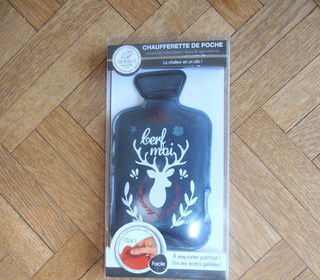 CHAUFFERETTE DE POCHE
La chaleur en un clic !
Cerf
moi
Clic !
Facile
À emporter partout !
Fini les mains gelées !